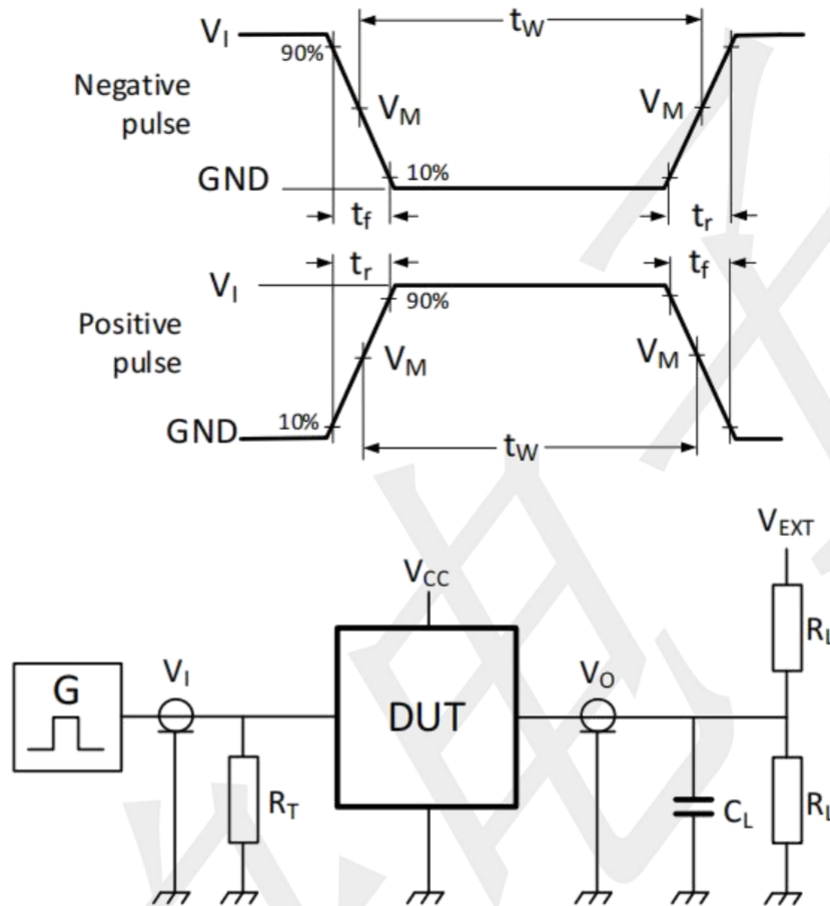 V_I
t_W
90%
Negative
pulse
V_M
V_M
GND
10%
t_f
t_r
V_I
t_r
t_f
90%
Positive
pulse
V_M
V_M
10%
GND
t_W
V_EXT
V_CC
R_L
G
V_I
V_O
DUT
R_T
C_L
R_L